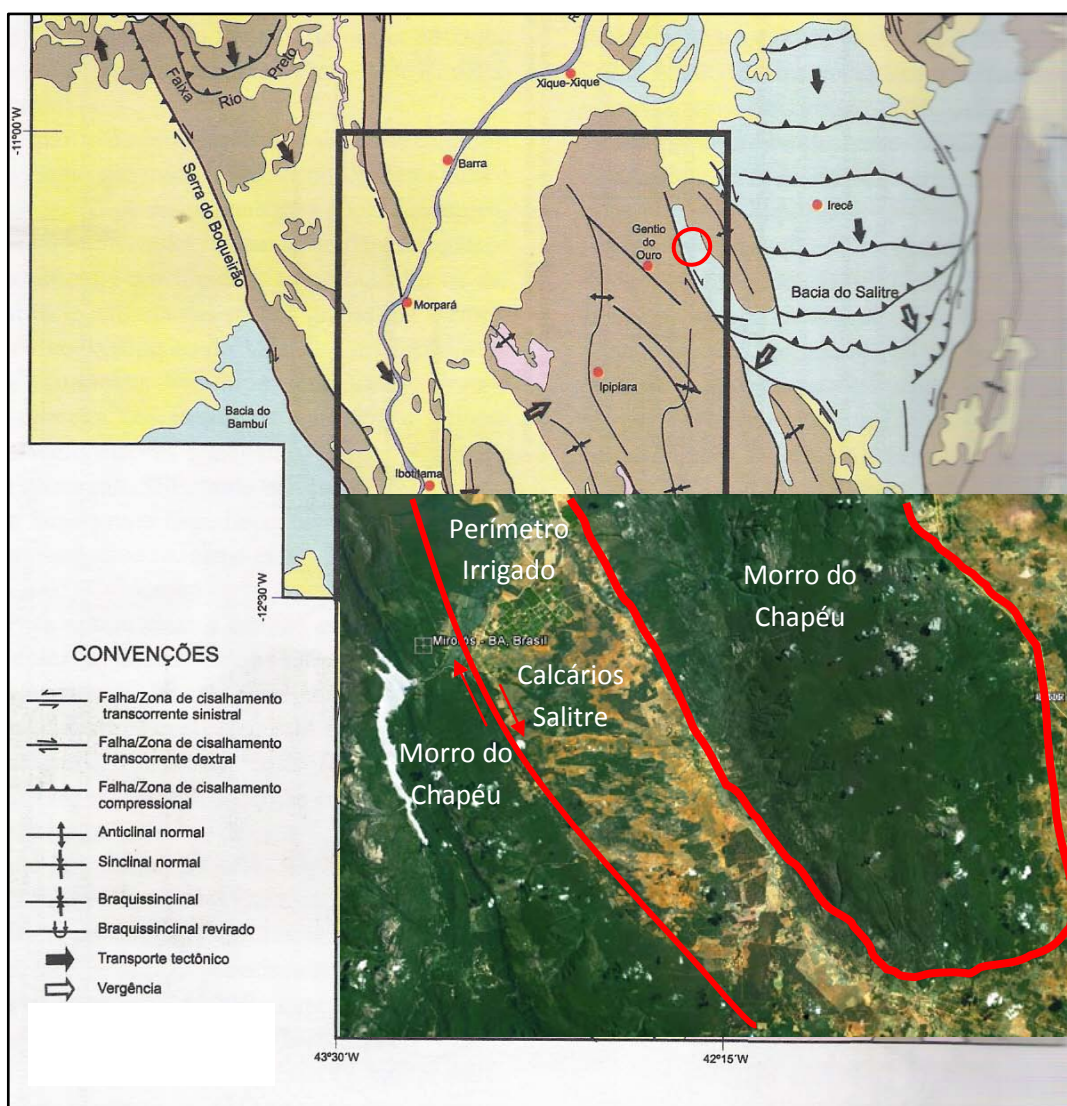 Faixa
Rio
Preto
Xique-Xique
-11°00'W
Barra
Serra do Boqueirão
Irecê
Gentio
do
Ouro
Morpará
Bacia do Salitre
Ipipiara
Bacia do
Bambuí
Ibotirama
-12°30'W
Perímetro
Irrigado
Morro do
Chapéu
Mirorós - BA, Brasil
Calcários
Salitre
Morro do
Chapéu
CONVENÇÕES
Falha/Zona de cisalhamento
transcorrente sinistral
Falha/Zona de cisalhamento
transcorrente dextral
Falha/Zona de cisalhamento
compressional
Anticlinal normal
Sinclinal normal
Braquissinclinal
Braquissinclinal revirado
Transporte tectônico
Vergência
43°30'W
42°15'W